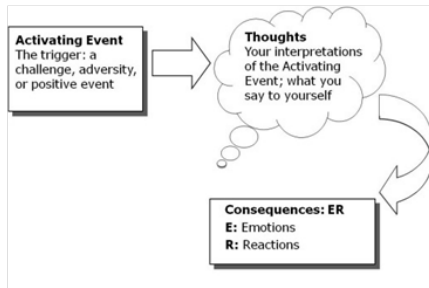 Activating Event
The trigger: a
challenge, adversity,
or positive event
Thoughts
Your interpretations
of the Activating
Event; what you
say to yourself
Consequences: ER
E: Emotions
R: Reactions